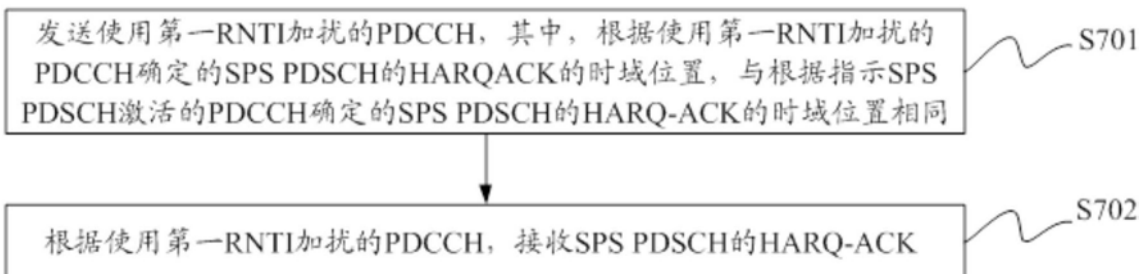 发送使用第一RNTI加扰的PDCCH，其中，根据使用第一RNTI加扰的
PDCCH确定的SPS PDSCH的HARQACK的时域位置，与根据指示SPS
PDSCH激活的PDCCH确定的SPS PDSCH的HARQ-ACK的时域位置相同
S701
根据使用第一RNTI加扰的PDCCH，接收SPS PDSCH的HARQ-ACK
S702